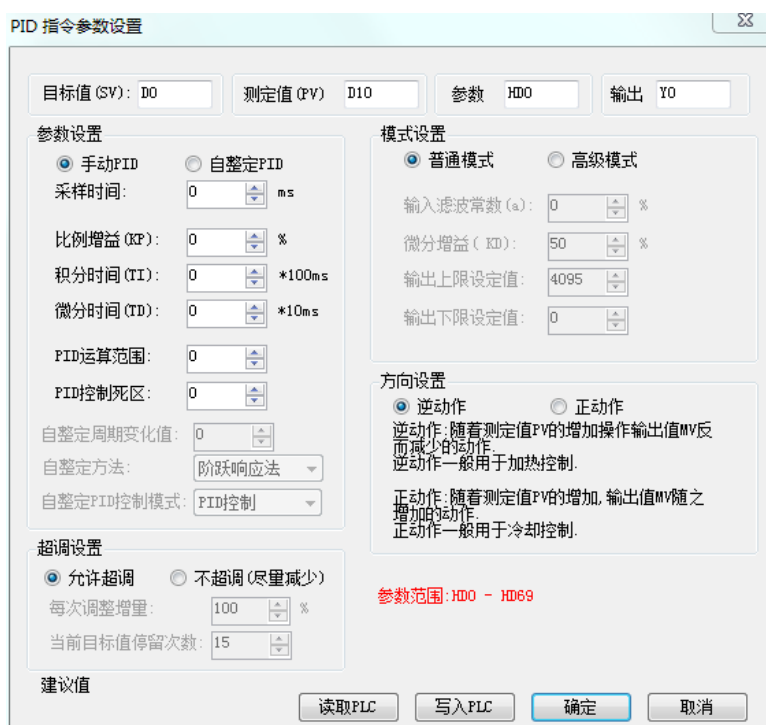 PID 指令参数设置
目标值(SV): D0 测定值(PV) D10 参数 HD0 输出 Y0
参数设置
手动PID 自整定PID
采样时间: 0 ms
比例增益(KP): 0 %
积分时间(TI): 0 *100ms
微分时间(TD): 0 *10ms
PID运算范围: 0
PID控制死区: 0
自整定周期变化值: 0
自整定方法: 阶跃响应法
自整定PID控制模式: PID控制
超调设置
允许超调 不超调(尽量减少)
每次调整增量: 100 %
当前目标值停留次数: 15
模式设置
普通模式 高级模式
输入滤波常数(a): 0 %
微分增益( KD): 50 %
输出上限设定值: 4095
输出下限设定值: 0
方向设置
逆动作 正动作
逆动作:随着测定值PV的增加操作输出值MV反
而减少的动作.
逆动作一般用于加热控制.
正动作:随着测定值PV的增加,输出值MV随之
增加的动作.
正动作一般用于冷却控制.
参数范围:HD0 - HD69
建议值
读取PLC 写入PLC 确定 取消